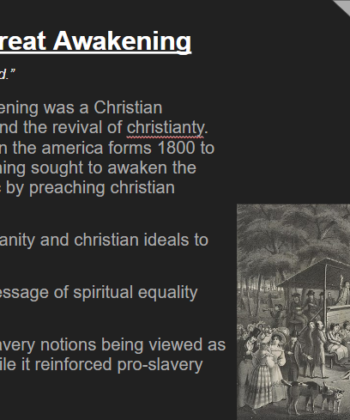 reat Awakening
d.”
ening was a Christian
nd the revival of christianty.
n the america forms 1800 to
ning sought to awaken the
c by preaching christian
anity and christian ideals to
essage of spiritual equality
avery notions being viewed as
ile it reinforced pro-slavery